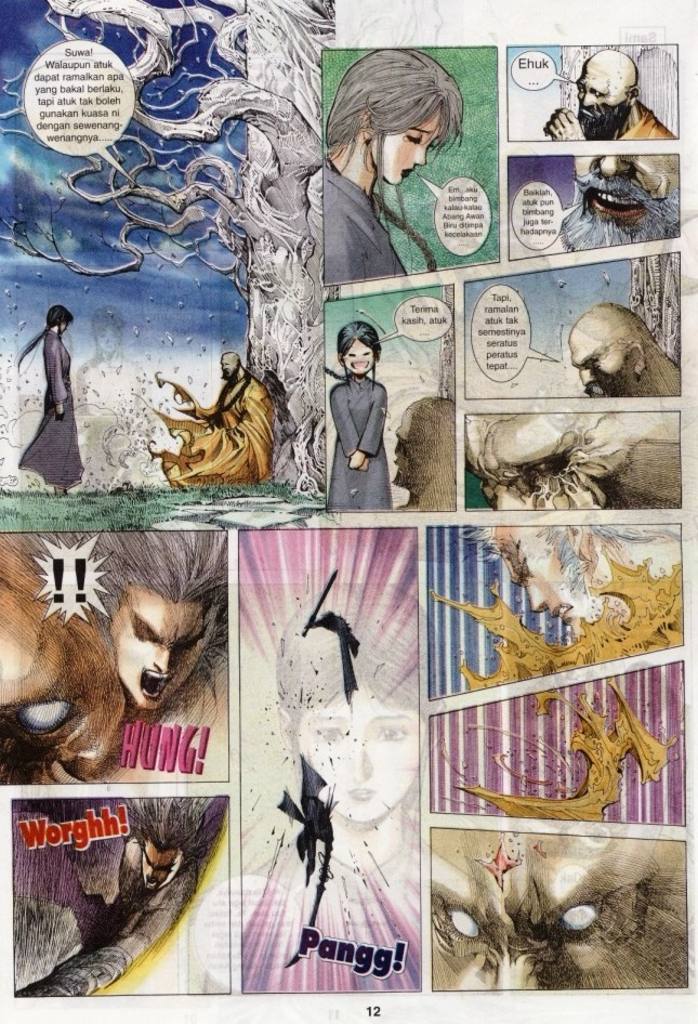 Suwa!
Walaupun atuk
dapat ramalkan apa
yang bakal berlaku,
tapi atuk tak boleh
gunakan kuasa ni
dengan sewenang-
wenangnya.....
Em...aku
bimbang
kalau-kalau
Abang Awan
Biru ditimpa
kecelakaan.
Ehuk
...
Baiklah,
atuk pun
bimbang
juga ter-
hadapnya
.....
Terima
kasih, atuk
....
Tapi,
ramalan
atuk tak
semestinya
seratus
peratus
tepat....
!!
HUNG!
Worghh!
Pangg!
12